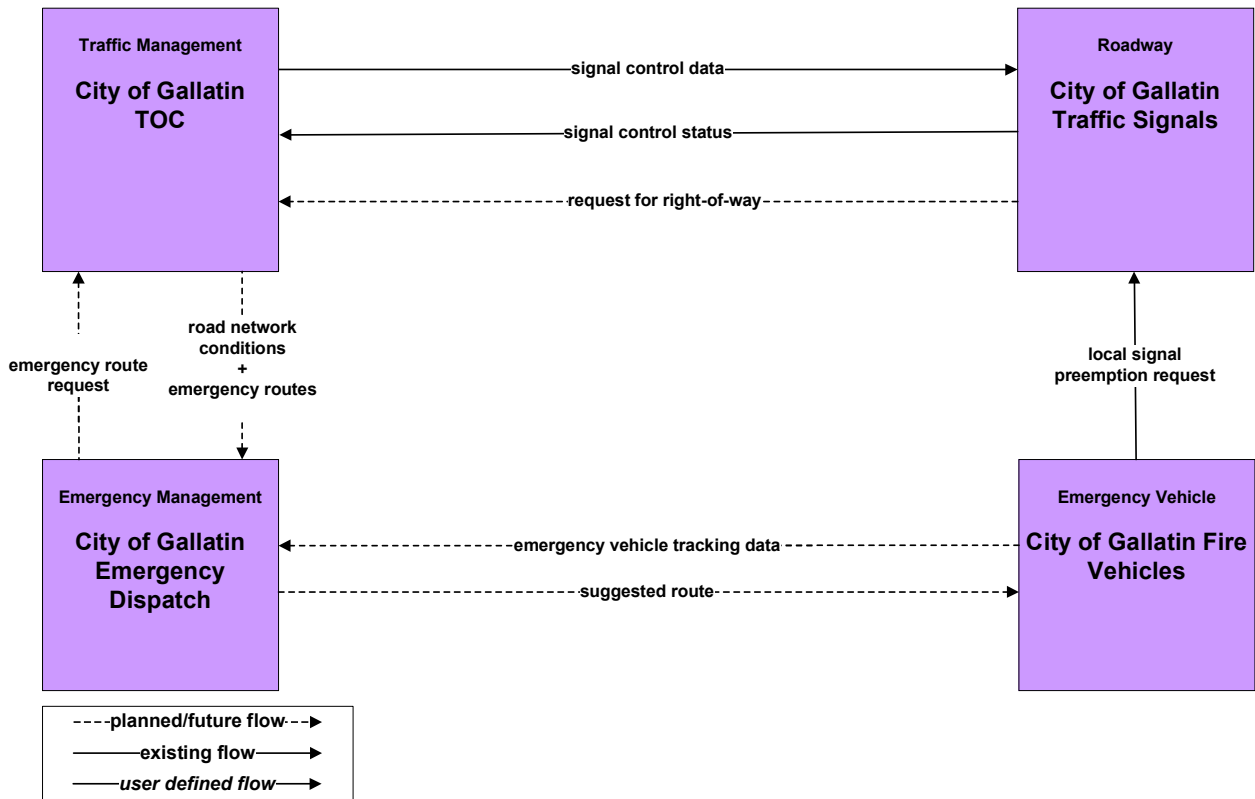 Traffic Management
City of Gallatin
TOC
Roadway
City of Gallatin
Traffic Signals
signal control data
signal control status
request for right-of-way
emergency route
request
road network
conditions
+
emergency routes
local signal
preemption request
Emergency Management
City of Gallatin
Emergency
Dispatch
Emergency Vehicle
City of Gallatin Fire
Vehicles
emergency vehicle tracking data
suggested route
planned/future flow
existing flow
user defined flow